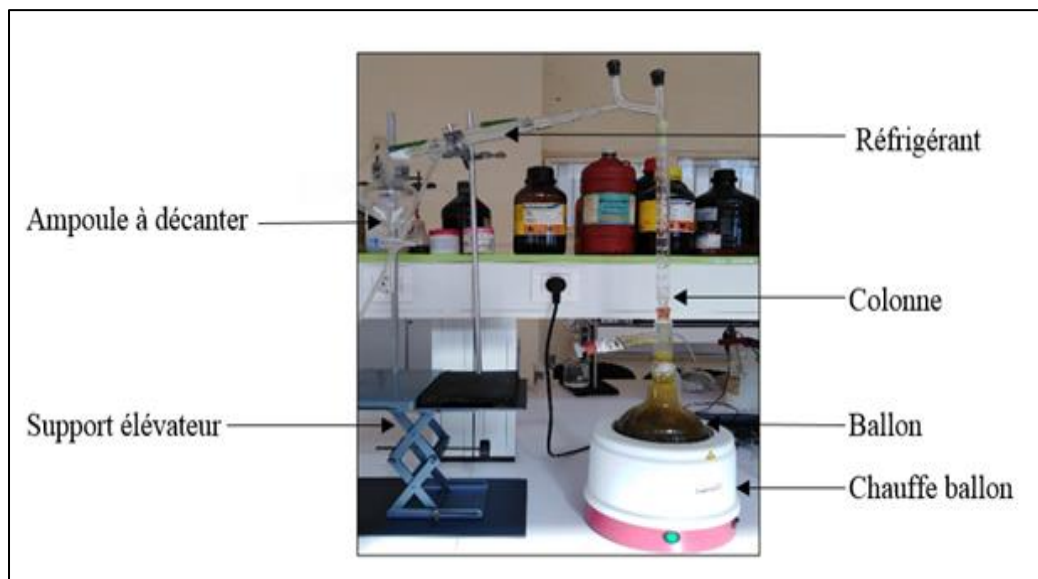 Réfrigérant
Ampoule à décanter
Colonne
Support élévateur
Ballon
Chauffe ballon